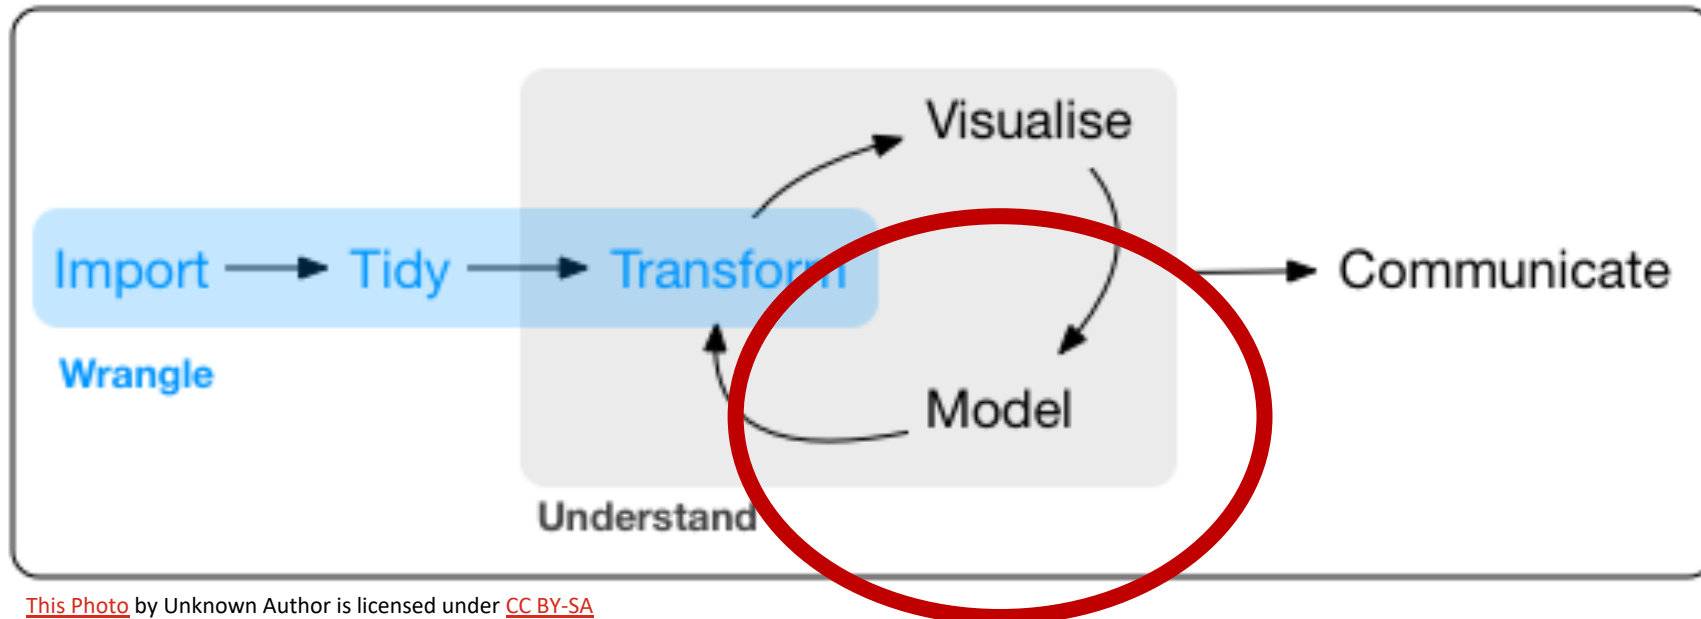 Visualise
Import Tidy Transform Communicate
Wrangle
Model
Understand
This Photo by Unknown Author is licensed under CC BY-SA